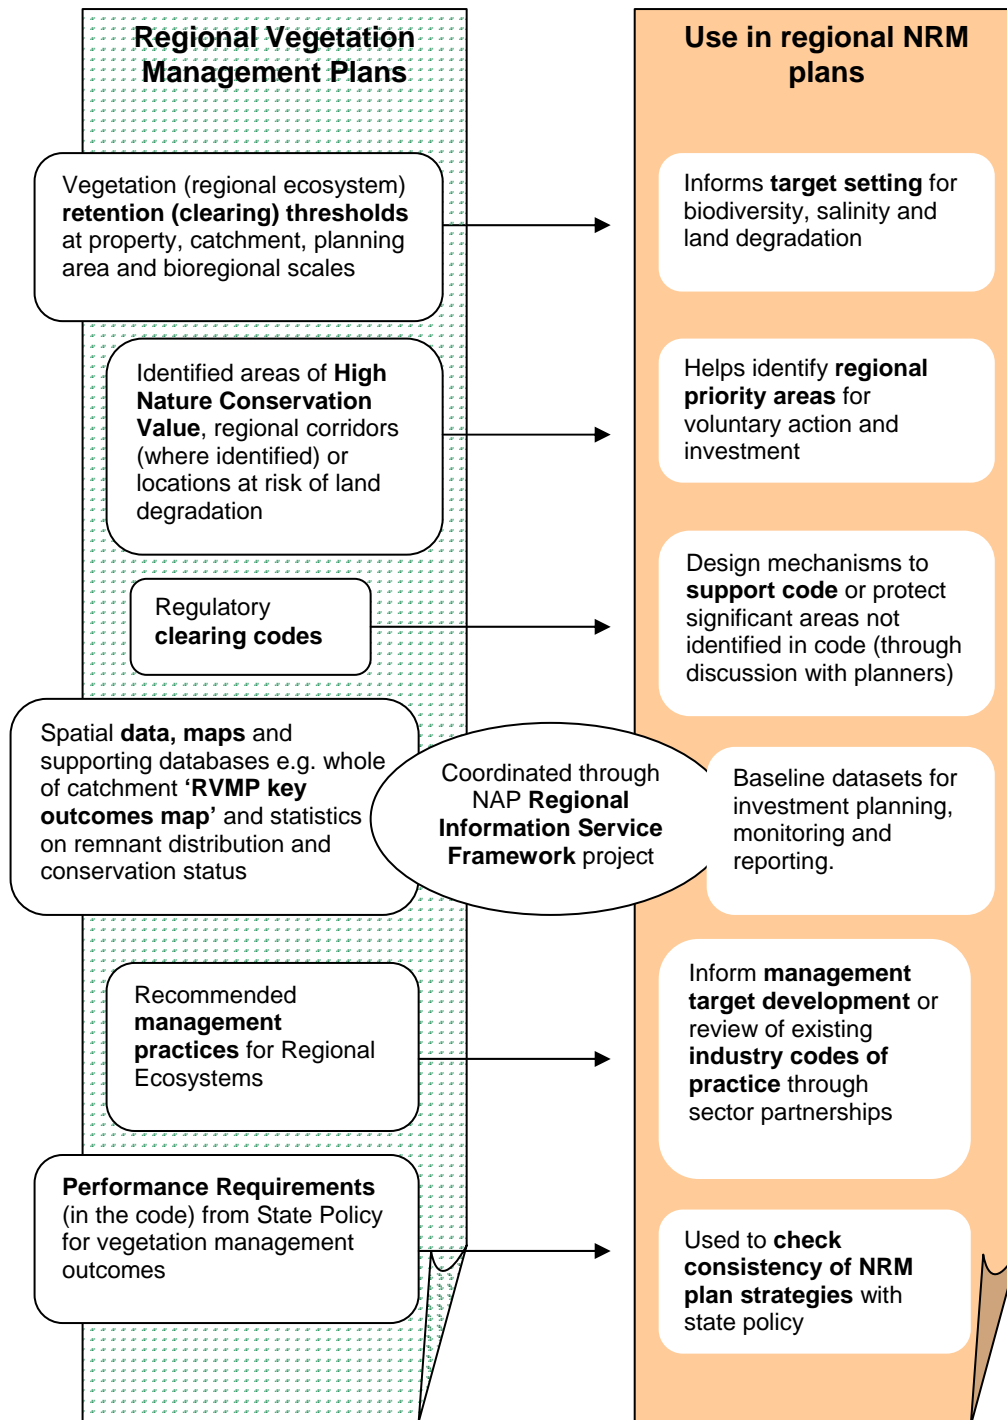 Regional Vegetation
Management Plans
Use in regional NRM
plans
Vegetation (regional ecosystem)
retention (clearing) thresholds
at property, catchment, planning
area and bioregional scales
Informs target setting for
biodiversity, salinity and
land degradation
Identified areas of High
Nature Conservation
Value, regional corridors
(where identified) or
locations at risk of land
degradation
Helps identify regional
priority areas for
voluntary action and
investment
Regulatory
clearing codes
Design mechanisms to
support code or protect
significant areas not
identified in code (through
discussion with planners)
Spatial data, maps and
supporting databases e.g. whole
of catchment ‘RVMP key
outcomes map’ and statistics
on remnant distribution and
conservation status
Coordinated through
NAP Regional
Information Service
Framework project
Baseline datasets for
investment planning,
monitoring and
reporting.
Recommended
management
practices for Regional
Ecosystems
Inform management
target development or
review of existing
industry codes of
practice through
sector partnerships
Performance Requirements
(in the code) from State Policy
for vegetation management
outcomes
Used to check
consistency of NRM
plan strategies with
state policy